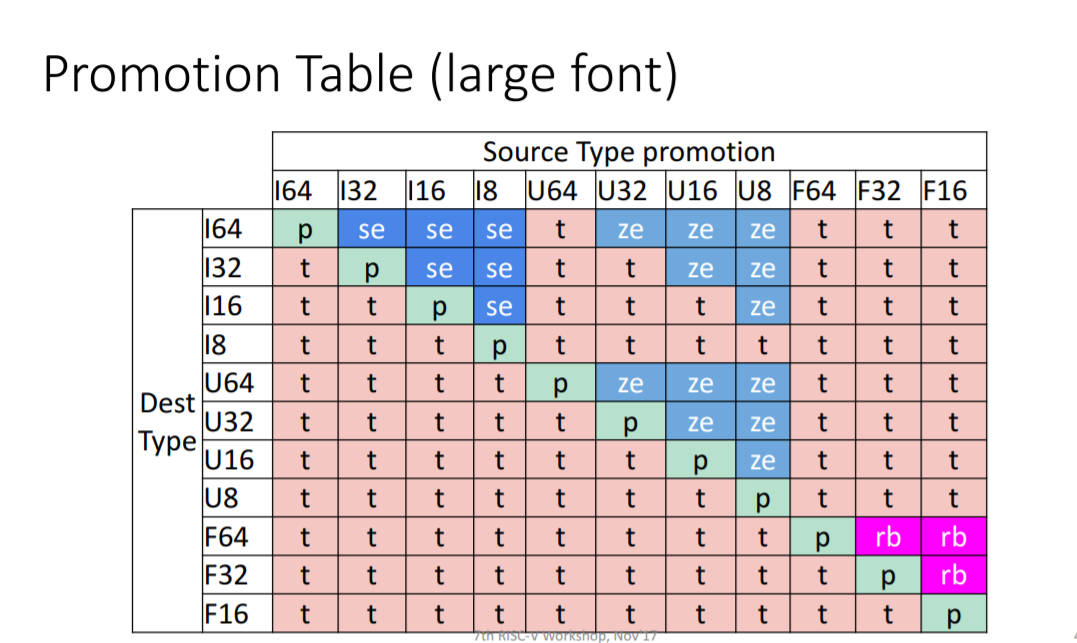 Promotion Table (large font)
Source Type promotion
I64 I32 I16 I8 U64 U32 U16 U8 F64 F32 F16
I64 p se se se t ze ze ze t t t
I32 t p se se t t ze ze t t t
I16 t t p se t t t ze t t t
I8 t t t p t t t t t t t
U64 t t t t p ze ze ze t t t
Dest
U32 t t t t t p ze ze t t t
Type
U16 t t t t t t p ze t t t
U8 t t t t t t t p t t t
F64 t t t t t t t t p rb rb
F32 t t t t t t t t t p rb
F16 t t t t t t t t t t p
7th RISC-V Workshop, Nov'17